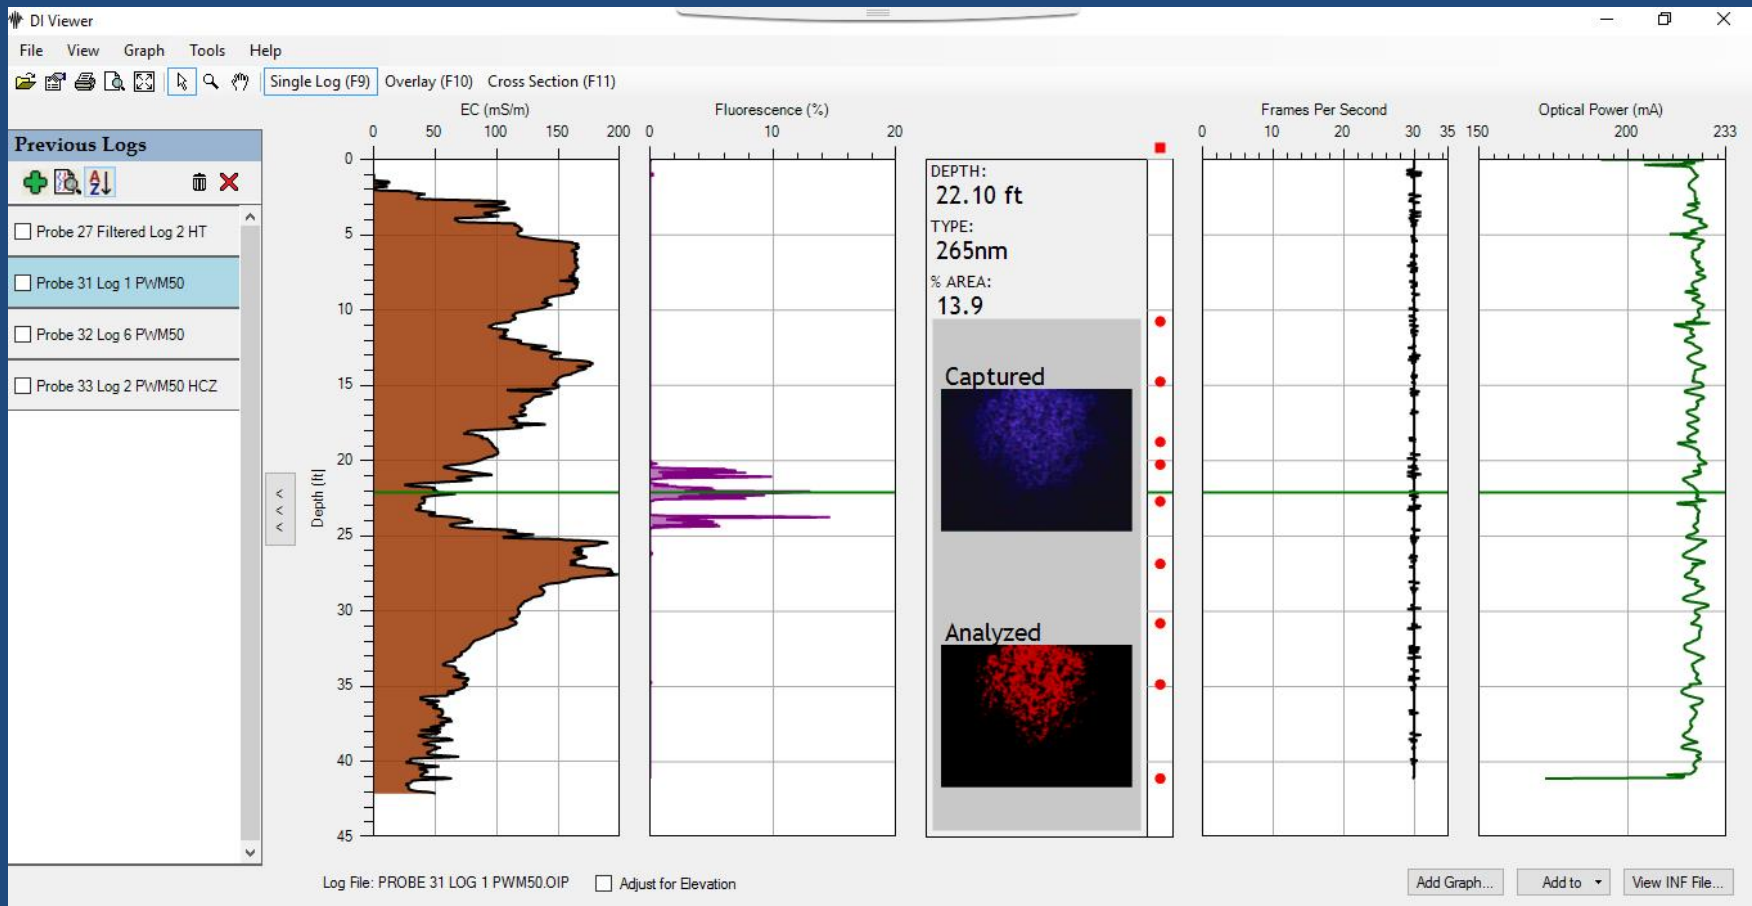 DI Viewer
File View Graph Tools Help
Single Log (F9) Overlay (F10) Cross Section (F11)
Previous Logs
A
Z
Probe 27 Filtered Log 2 HT
Probe 31 Log 1 PWM50
Probe 32 Log 6 PWM50
Probe 33 Log 2 PWM50 HCZ
<
<
<
EC (mS/m)
0 50 100 150 200
Depth (ft)
0
5
10
15
20
25
30
35
40
45
Fluorescence (%)
0 10 20
DEPTH:
22.10 ft
TYPE:
265nm
% AREA:
13.9
Captured
Analyzed
Frames Per Second
0 10 20 30 35
Optical Power (mA)
150 200 233
Log File: PROBE 31 LOG 1 PWM50.OIP Adjust for Elevation
Add Graph... Add to View INF File...